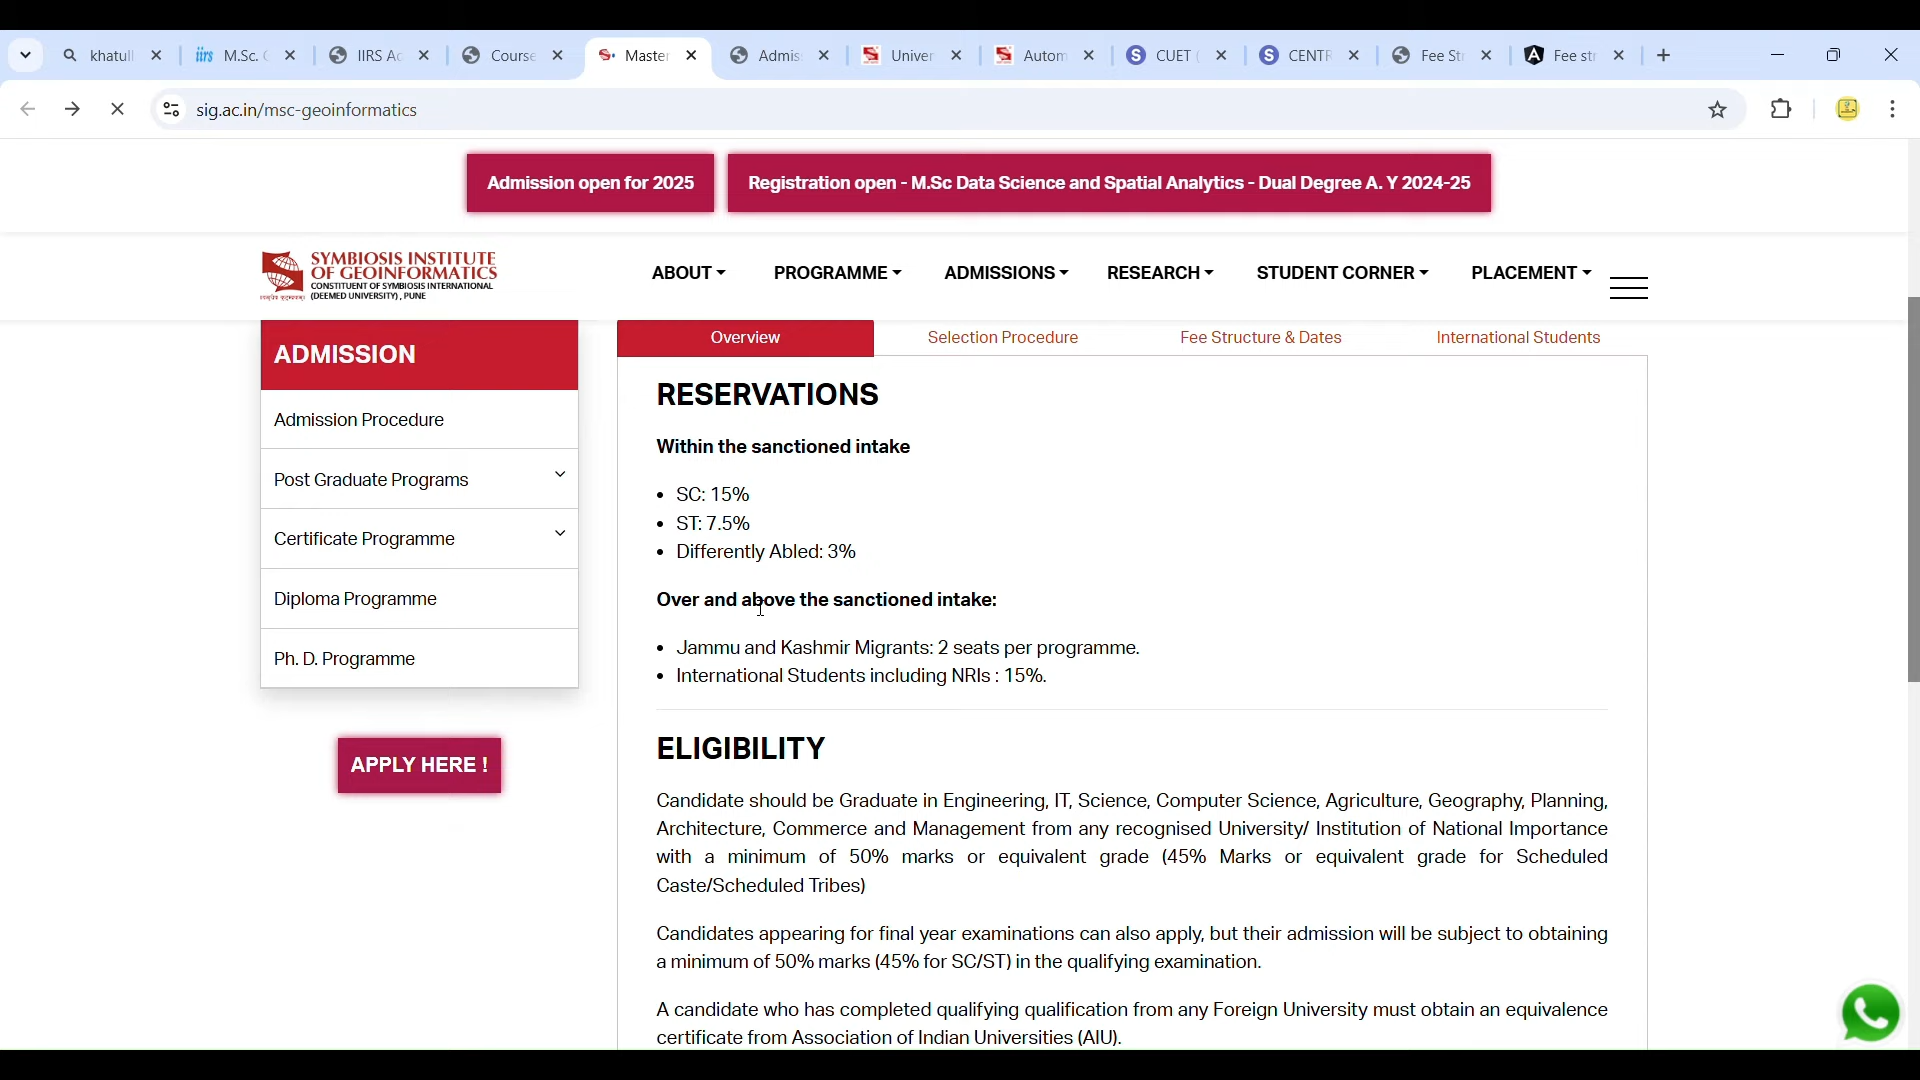 khatuli
M.Sc. G
IIRS Ac
Course
Master
Admis
Univer
Autom
CUET (
CENTR
Fee Str
Fee str
sig.ac.in/msc-geoinformatics
Admission open for 2025
Registration open - M.Sc Data Science and Spatial Analytics - Dual Degree A. Y 2024-25
SYMBIOSIS INSTITUTE
OF GEOINFORMATICS
CONSTITUENT OF SYMBIOSIS INTERNATIONAL
(DEEMED UNIVERSITY), PUNE
ABOUT
PROGRAMME
ADMISSIONS
RESEARCH
STUDENT CORNER
PLACEMENT
ADMISSION
Admission Procedure
Post Graduate Programs
Certificate Programme
Diploma Programme
Ph. D. Programme
APPLY HERE !
Overview
Selection Procedure
Fee Structure & Dates
International Students
RESERVATIONS
Within the sanctioned intake
• SC: 15%
• ST: 7.5%
• Differently Abled: 3%
Over and above the sanctioned intake:
• Jammu and Kashmir Migrants: 2 seats per programme.
• International Students including NRIs : 15%.
ELIGIBILITY
Candidate should be Graduate in Engineering, IT, Science, Computer Science, Agriculture, Geography, Planning,
Architecture, Commerce and Management from any recognised University/ Institution of National Importance
with a minimum of 50% marks or equivalent grade (45% Marks or equivalent grade for Scheduled
Caste/Scheduled Tribes)
Candidates appearing for final year examinations can also apply, but their admission will be subject to obtaining
a minimum of 50% marks (45% for SC/ST) in the qualifying examination.
A candidate who has completed qualifying qualification from any Foreign University must obtain an equivalence
certificate from Association of Indian Universities (AIU).